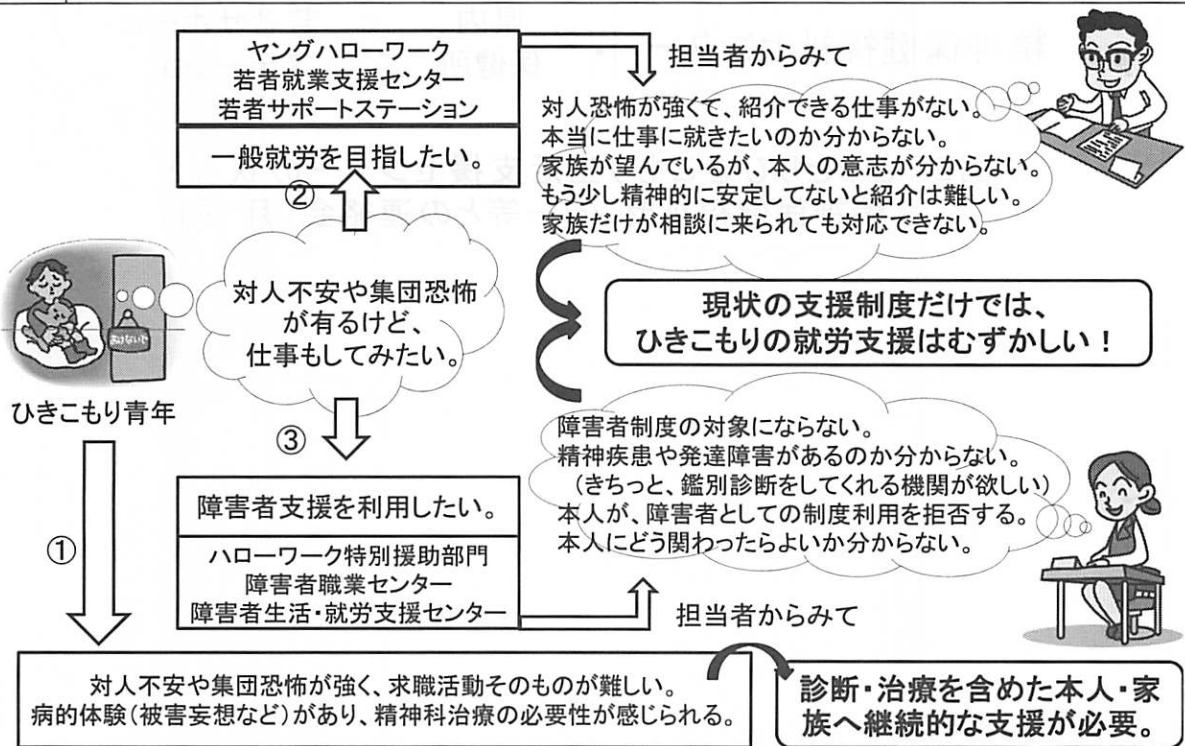 ヤングハローワーク
若者就業支援センター
若者サポートステーション
一般就労を目指したい。
②
担当者からみて
対人恐怖が強くて、紹介できる仕事がない。
本当に仕事に就きたいのか分からない。
家族が望んでいるが、本人の意志が分からない。
もう少し精神的に安定してないと紹介は難しい。
家族だけが相談に来られても対応できない。
対人不安や集団恐怖
が有るけど、
仕事もしてみたい。
ひきこもり青年
現状の支援制度だけでは、
ひきこもりの就労支援はむずかしい！
③
障害者支援を利用したい。
ハローワーク特別援助部門
障害者職業センター
障害者生活・就労支援センター
障害者制度の対象にならない。
精神疾患や発達障害があるのか分からない。
（きちっと、鑑別診断をしてくれる機関が欲しい）
本人が、障害者としての制度利用を拒否する。
本人にどう関わったらよいか分からない。
担当者からみて
①
対人不安や集団恐怖が強く、求職活動そのものが難しい。
病的体験（被害妄想など）があり、精神科治療の必要性が感じられる。
診断・治療を含めた本人・家
族へ継続的な支援が必要。